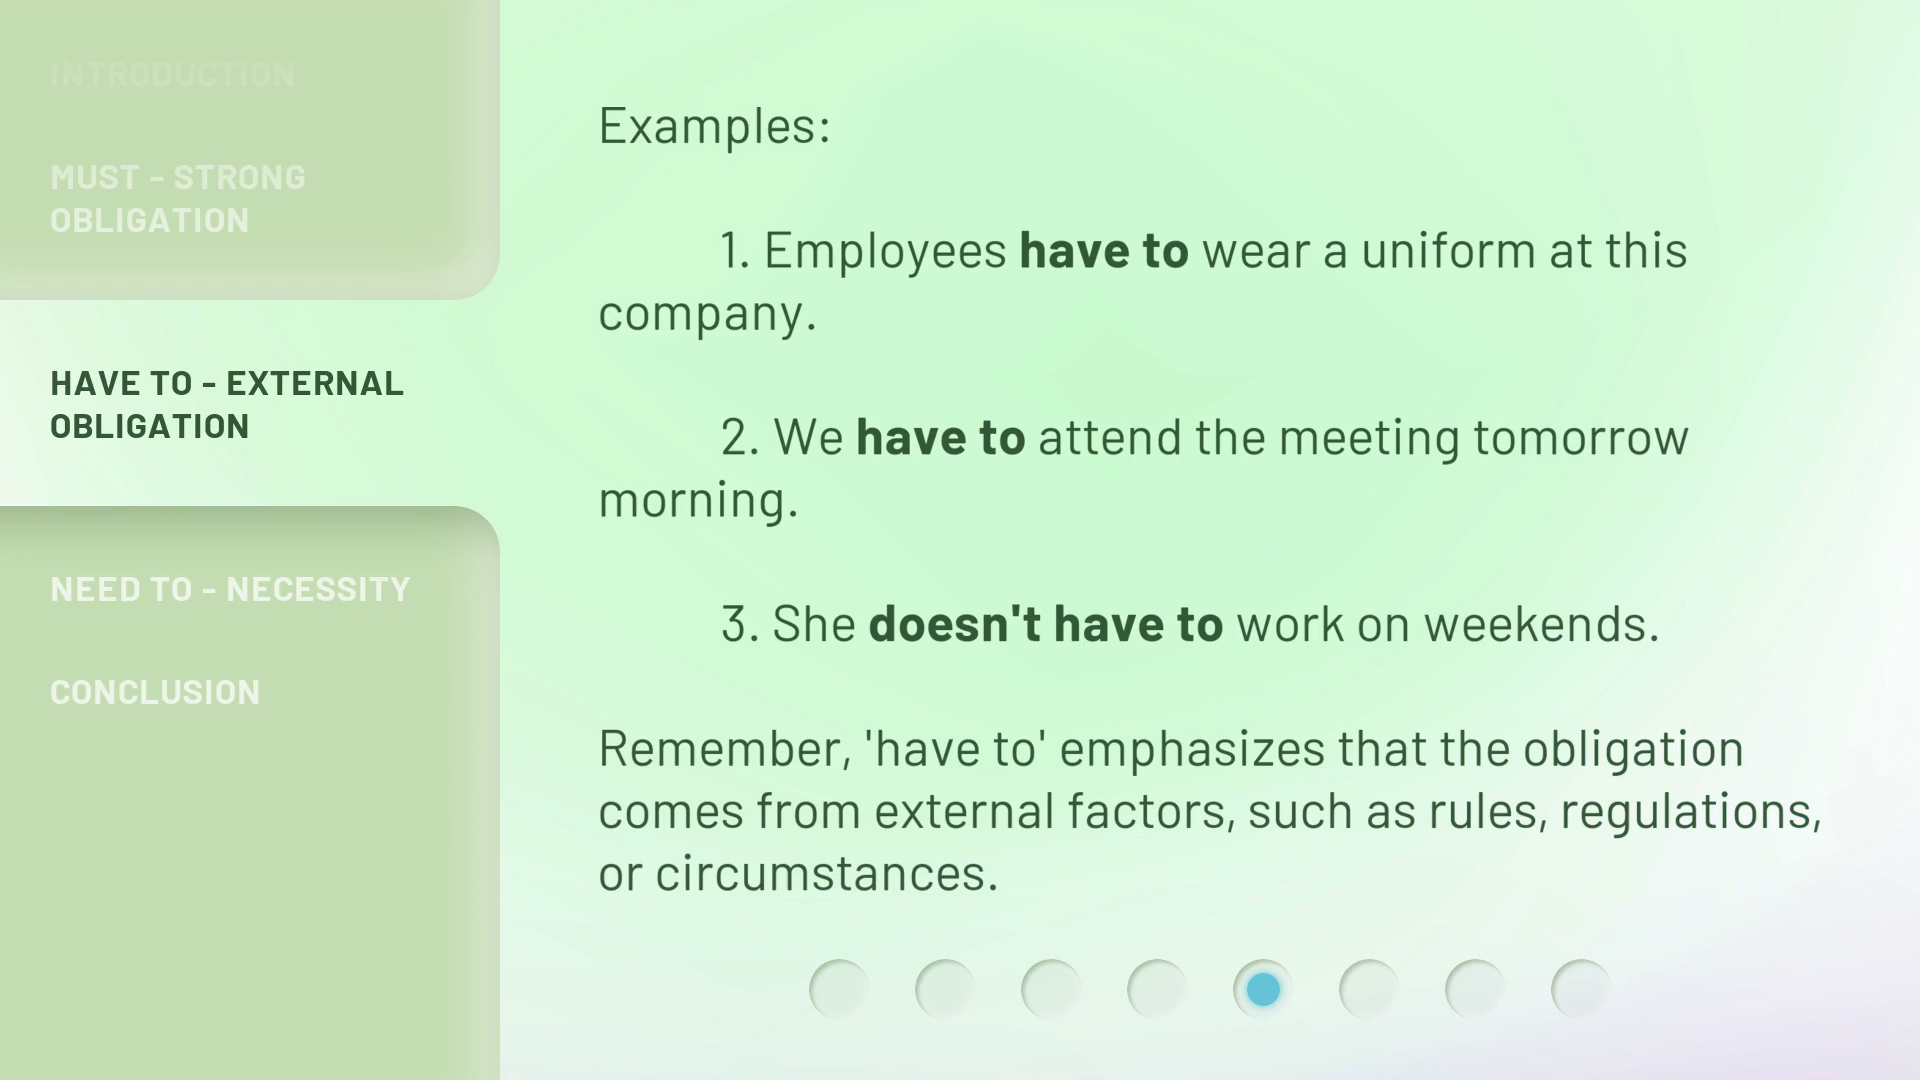 INTRODUCTION
MUST - STRONG
OBLIGATION
HAVE TO - EXTERNAL
OBLIGATION
NEED TO - NECESSITY
CONCLUSION
Examples:
1. Employees have to wear a uniform at this
company.
2. We have to attend the meeting tomorrow
morning.
3. She doesn't have to work on weekends.
Remember, 'have to' emphasizes that the obligation
comes from external factors, such as rules, regulations,
or circumstances.